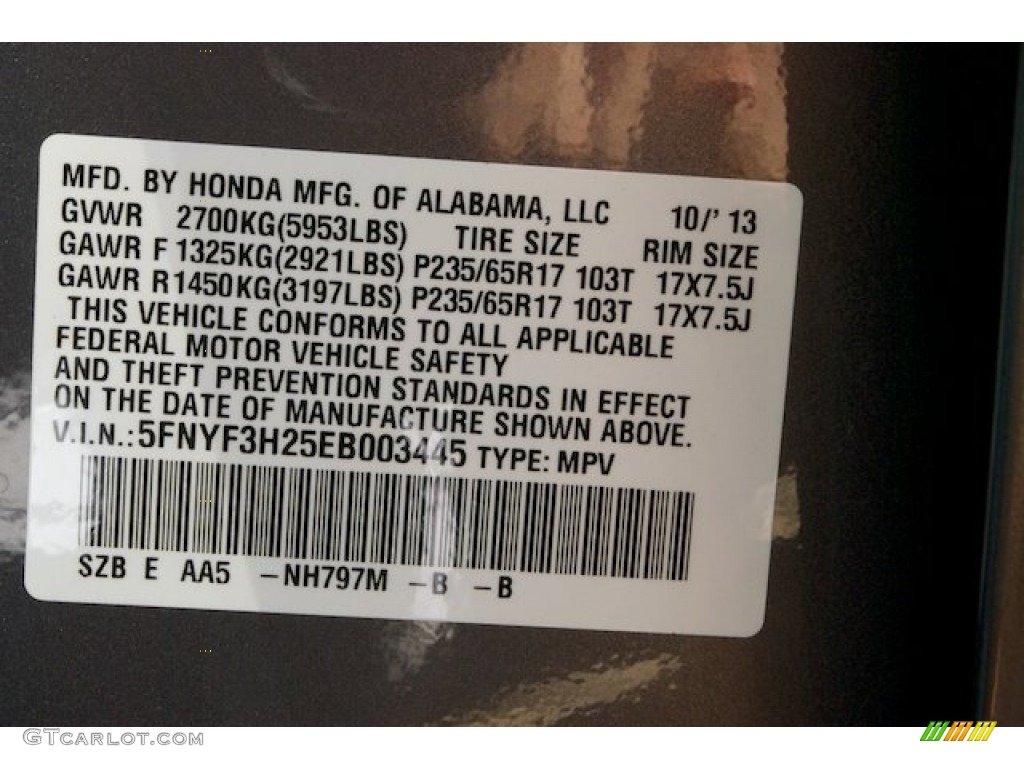 MFD. BY HONDA MFG. OF ALABAMA, LLC 10/' 13
GVWR 2700KG(5953LBS) TIRE SIZE RIM SIZE
GAWR F 1325KG(2921LBS) P235/65R17 103T 17X7.5J
GAWR R1450KG(3197LBS) P235/65R17 103T 17X7.5J
THIS VEHICLE CONFORMS TO ALL APPLICABLE
FEDERAL MOTOR VEHICLE SAFETY
AND THEFT PREVENTION STANDARDS IN EFFECT
ON THE DATE OF MANUFACTURE SHOWN ABOVE.
V.I.N.:5FNYF3H25EB003445 TYPE: MPV
SZB E AA5 -NH797M -B -B
GTCARLOT.COM